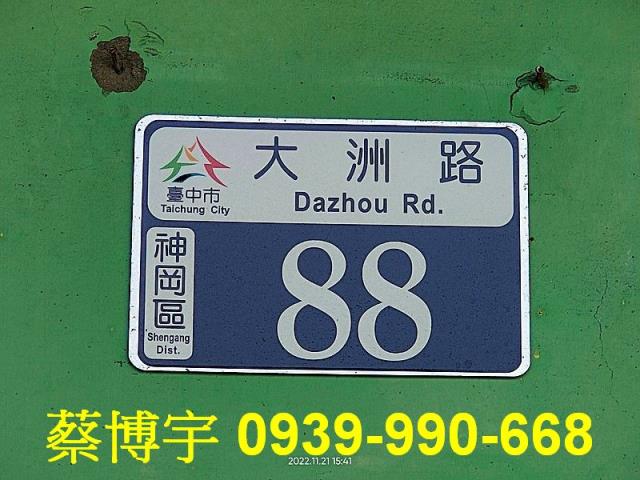 大洲路
Dazhou Rd.
臺中市
Taichung City
神岡區
Shengang
Dist.
88
蔡博宇 0939-990-668
2022.11.21 15:41